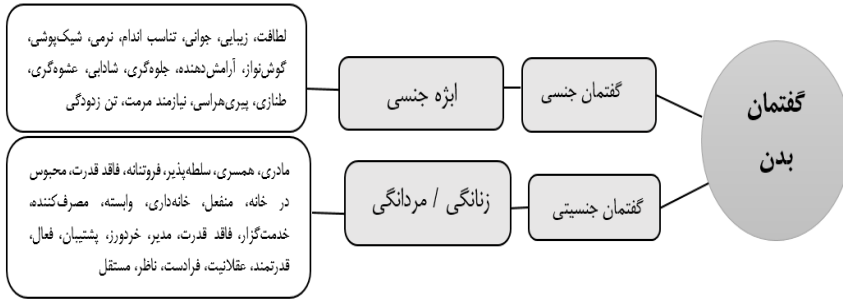 گفتمان
بدن
گفتمان جنسی
ابژه جنسی
لطافت، زیبایی، جوانی، تناسب اندام، نرمی، شیک‌پوشی،
گوش‌نواز، آرامش‌دهنده، جلوه‌گری، شادابی، عشوه‌گری،
طنازی، پیری‌هراسی، نیازمند مرمت، تن زدودگی
گفتمان جنسیتی
زنانگی / مردانگی
مادری، همسری، سلطه‌پذیر، فروتنانه، فاقد قدرت، محبوس
در خانه، منفعل، خانه‌داری، وابسته، مصرف‌کننده،
خدمت‌گزار، فاقد قدرت، مدیر، خردورز، پشتیبان، فعال،
قدرتمند، عقلانیت، فرادست، ناظر، مستقل